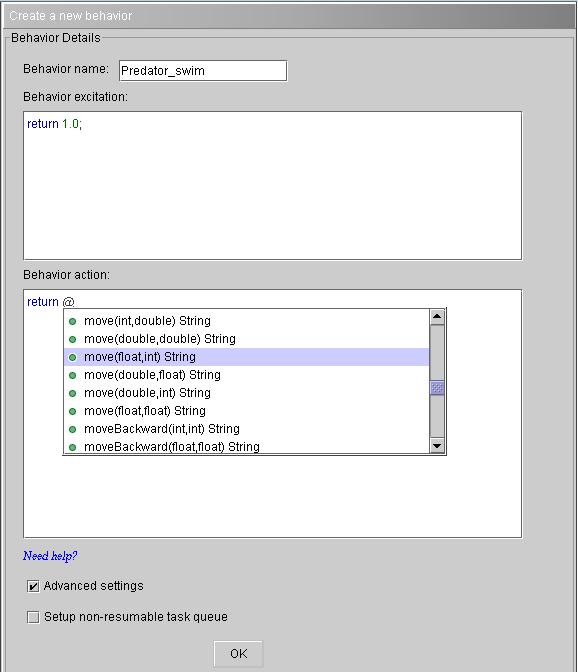 Create a new behavior
Behavior Details
Behavior name: Predator_swim
Behavior excitation:
return 1.0;
Behavior action:
return @
move(int,double) String
move(double,double) String
move(float,int) String
move(double,float) String
move(double,int) String
move(float,float) String
moveBackward(int,int) String
moveBackward(float,float) String
Need help?
Advanced settings
Setup non-resumable task queue
OK